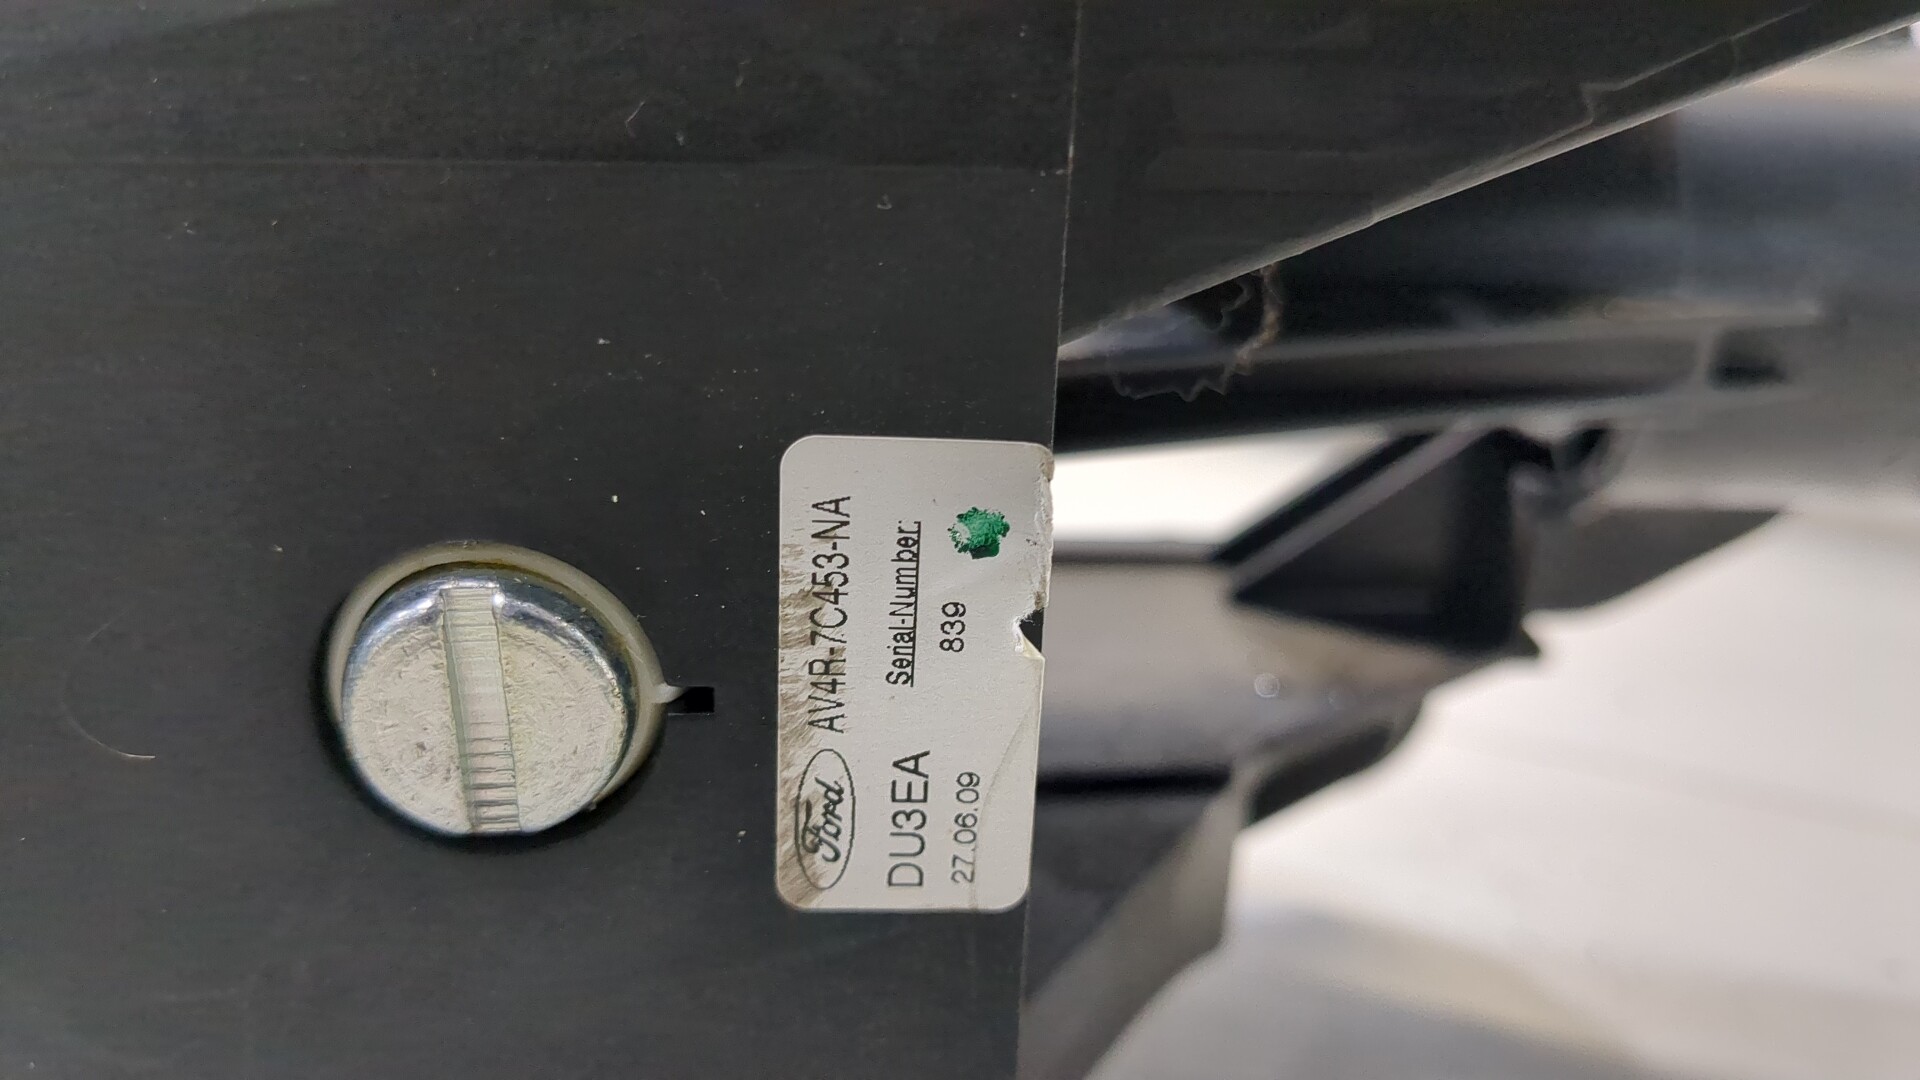 Ford AV4R-7C453-NA
DU3EA Serial-Number:
27.06.09 839